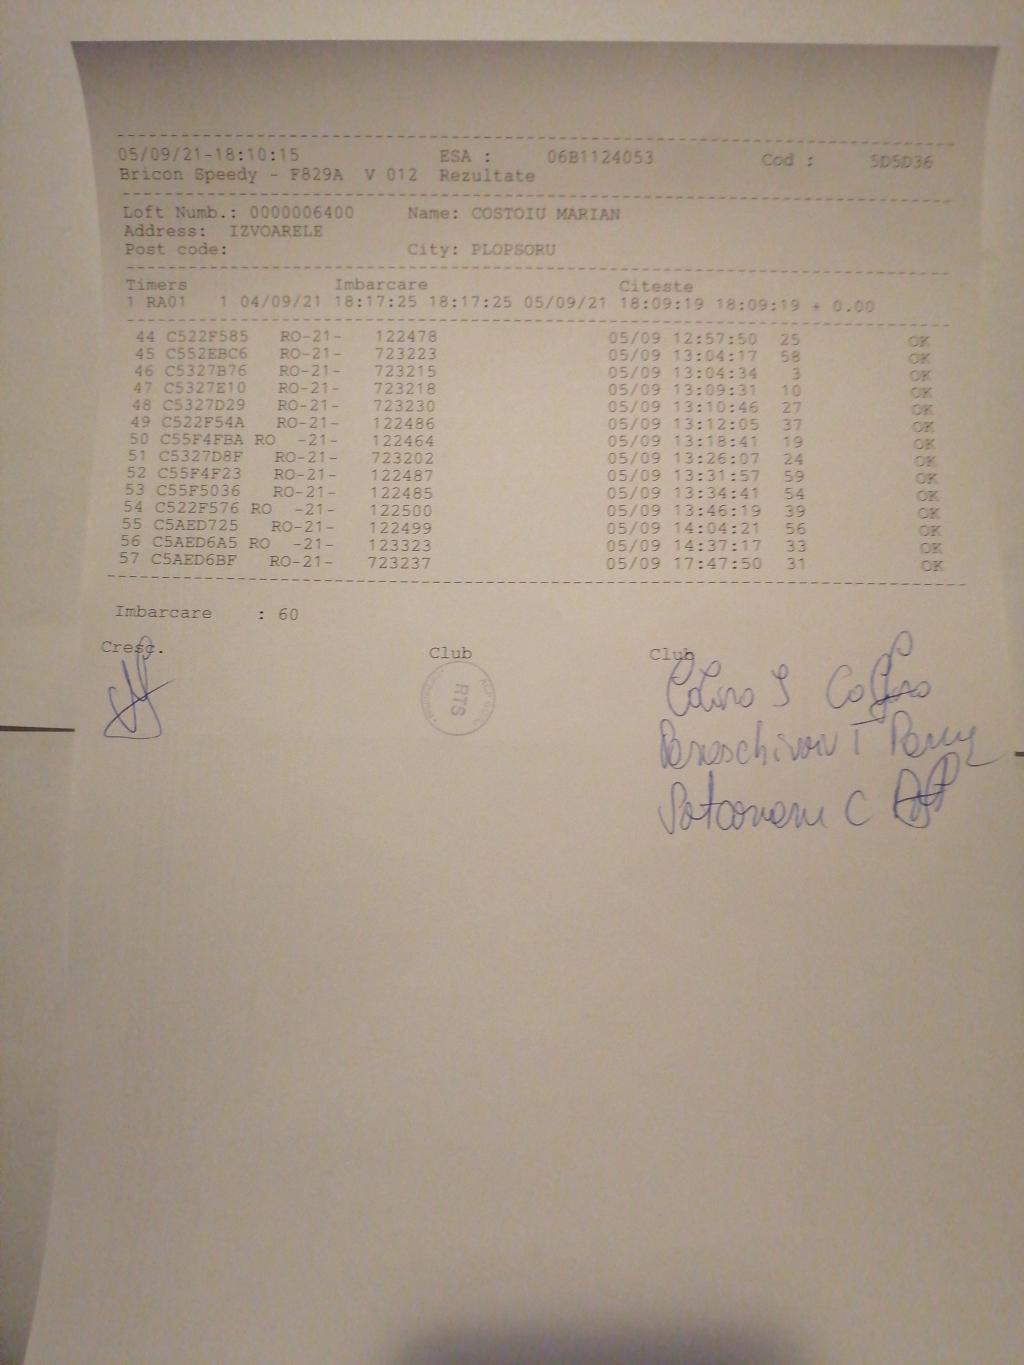 05/09/21-18:10:15 ESA : 06B1124053 Cod : 5D5D36
Bricon Speedy - F829A V 012 Rezultate
Loft Numb.: 0000006400 Name: COSTOIU MARIAN
Address: IZVOARELE
Post code: City: PLOPSORU
Timers Imbarcare Citeste
1 RA01 1 04/09/21 18:17:25 18:17:25 05/09/21 18:09:19 18:09:19 + 0.00
44 C522F585 RO-21- 122478 05/09 12:57:50 25 OK
45 C552EBC6 RO-21- 723223 05/09 13:04:17 58 OK
46 C5327B76 RO-21- 723215 05/09 13:04:34 3 OK
47 C5327E10 RO-21- 723218 05/09 13:09:31 10 OK
48 C5327D29 RO-21- 723230 05/09 13:10:46 27 OK
49 C522F54A RO-21- 122486 05/09 13:12:05 37 OK
50 C55F4FBA RO -21- 122464 05/09 13:18:41 19 OK
51 C5327D8F RO-21- 723202 05/09 13:26:07 24 OK
52 C55F4F23 RO-21- 122487 05/09 13:31:57 59 OK
53 C55F5036 RO-21- 122485 05/09 13:34:41 54 OK
54 C522F576 RO -21- 122500 05/09 13:46:19 39 OK
55 C5AED725 RO-21- 122499 05/09 14:04:21 56 OK
56 C5AED6A5 RO -21- 123323 05/09 14:37:17 33 OK
57 C5AED6BF RO-21- 723237 05/09 17:47:50 31 OK
Imbarcare : 60
Cresc. Club Club
RTS